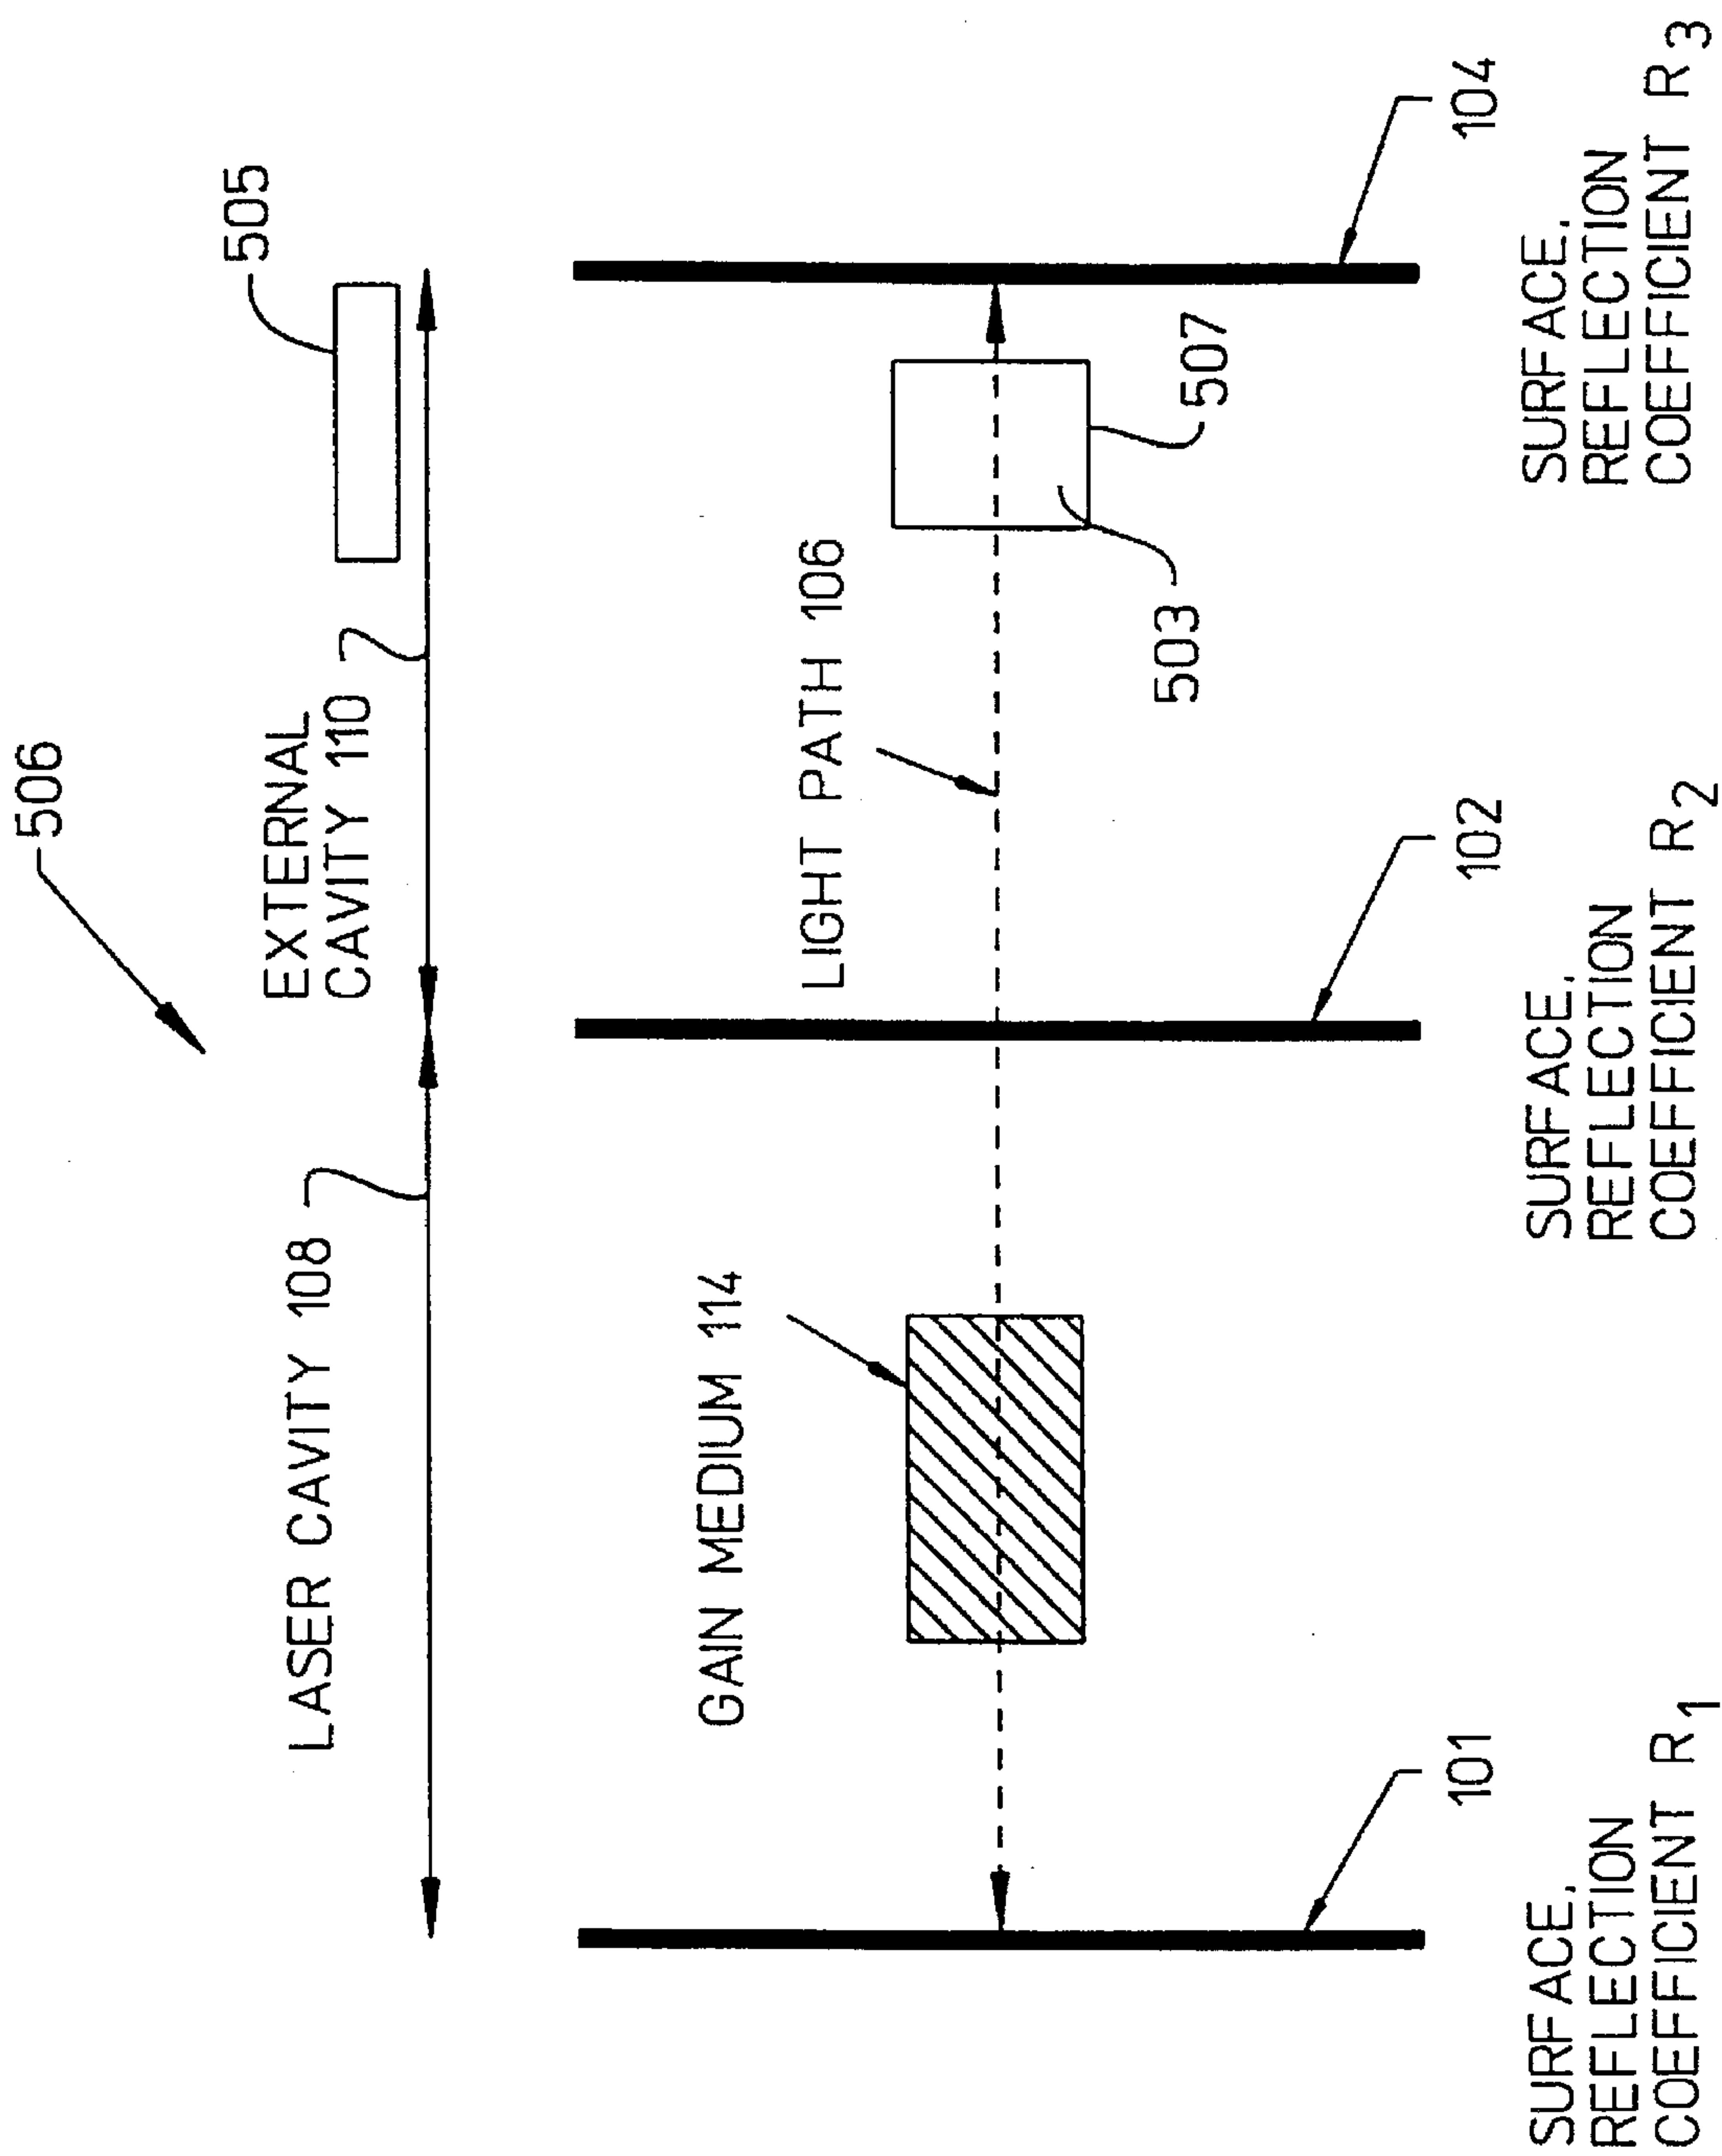 506
LASER CAVITY 108
EXTERNAL
CAVITY 110
505
GAIN MEDIUM 114
LIGHT PATH 106
503
507
101
102
104
SURFACE,
REFLECTION
COEFFICIENT R1
SURFACE,
REFLECTION
COEFFICIENT R2
SURFACE,
REFLECTION
COEFFICIENT R3